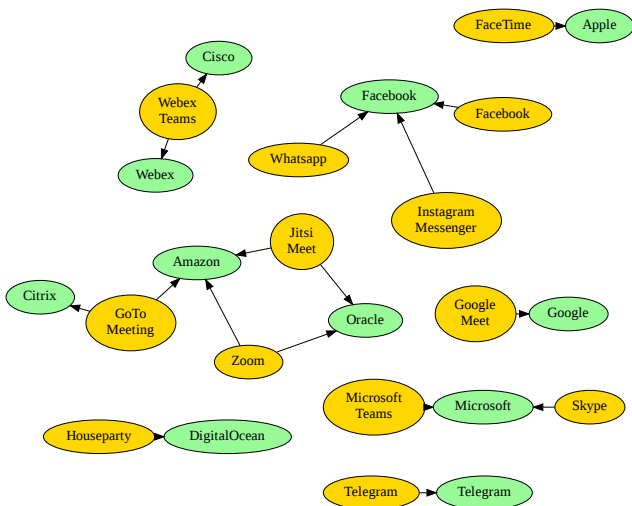 FaceTime
Apple
Cisco
Webex
Teams
Facebook
Facebook
Whatsapp
Webex
Instagram
Messenger
Jitsi
Meet
Amazon
Citrix
GoTo
Meeting
Oracle
Google
Meet
Google
Zoom
Microsoft
Teams
Microsoft
Skype
Houseparty
DigitalOcean
Telegram
Telegram